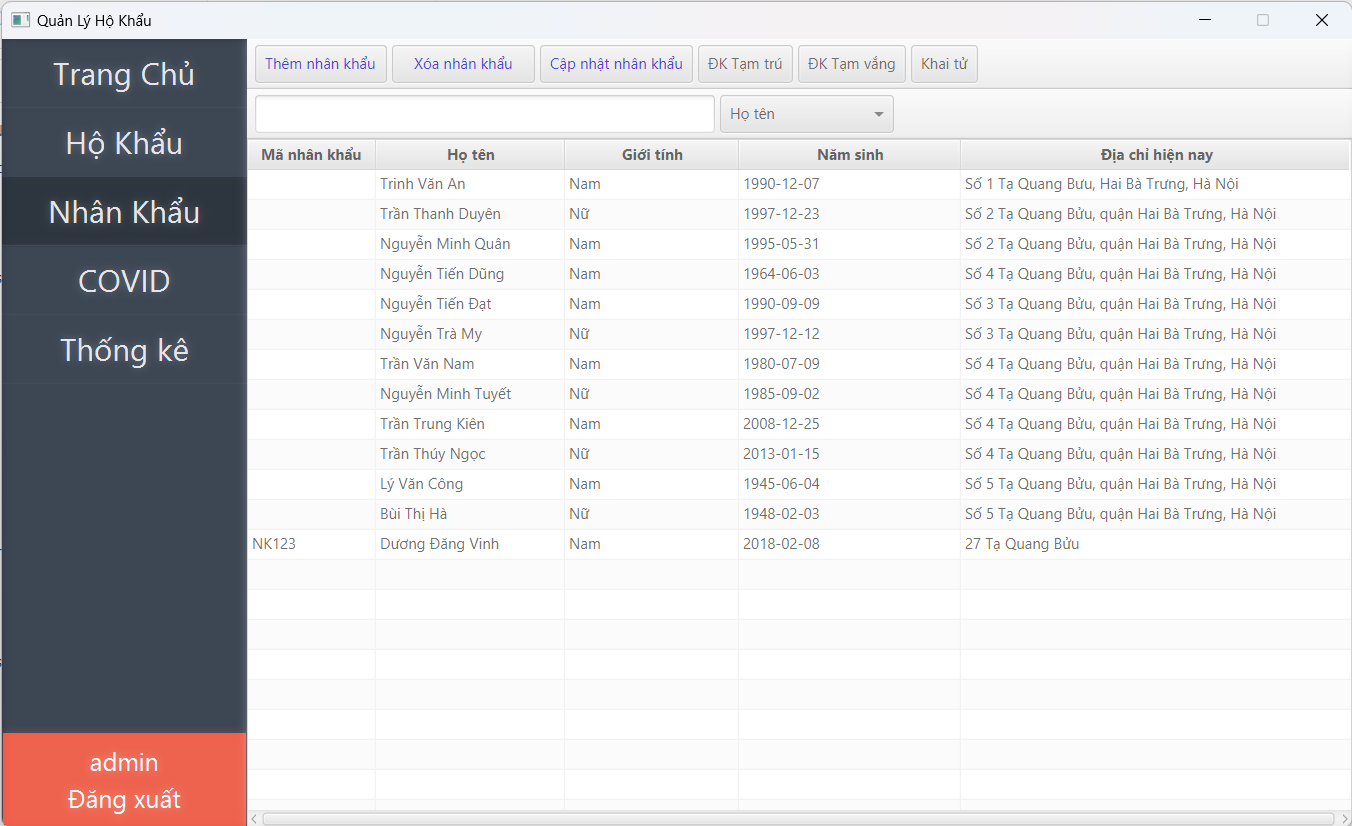 Quản Lý Hộ Khẩu
Trang Chủ
Hộ Khẩu
Nhân Khẩu
COVID
Thống kê
admin
Đăng xuất
Thêm nhân khẩu Xóa nhân khẩu Cập nhật nhân khẩu ĐK Tạm trú ĐK Tạm vắng Khai tử
Họ tên
Mã nhân khẩu Họ tên Giới tính Năm sinh Địa chỉ hiện nay
Trinh Văn An Nam 1990-12-07 Số 1 Tạ Quang Bưu, Hai Bà Trưng, Hà Nội
Trần Thanh Duyên Nữ 1997-12-23 Số 2 Tạ Quang Bửu, quận Hai Bà Trưng, Hà Nội
Nguyễn Minh Quân Nam 1995-05-31 Số 2 Tạ Quang Bửu, quận Hai Bà Trưng, Hà Nội
Nguyễn Tiến Dũng Nam 1964-06-03 Số 4 Tạ Quang Bửu, quận Hai Bà Trưng, Hà Nội
Nguyễn Tiến Đạt Nam 1990-09-09 Số 3 Tạ Quang Bửu, quận Hai Bà Trưng, Hà Nội
Nguyễn Trà My Nữ 1997-12-12 Số 3 Tạ Quang Bửu, quận Hai Bà Trưng, Hà Nội
Trần Văn Nam Nam 1980-07-09 Số 4 Tạ Quang Bửu, quận Hai Bà Trưng, Hà Nội
Nguyễn Minh Tuyết Nữ 1985-09-02 Số 4 Tạ Quang Bửu, quận Hai Bà Trưng, Hà Nội
Trần Trung Kiên Nam 2008-12-25 Số 4 Tạ Quang Bửu, quận Hai Bà Trưng, Hà Nội
Trần Thúy Ngọc Nữ 2013-01-15 Số 4 Tạ Quang Bửu, quận Hai Bà Trưng, Hà Nội
Lý Văn Công Nam 1945-06-04 Số 5 Tạ Quang Bửu, quận Hai Bà Trưng, Hà Nội
Bùi Thị Hà Nữ 1948-02-03 Số 5 Tạ Quang Bửu, quận Hai Bà Trưng, Hà Nội
NK123 Dương Đăng Vinh Nam 2018-02-08 27 Tạ Quang Bửu